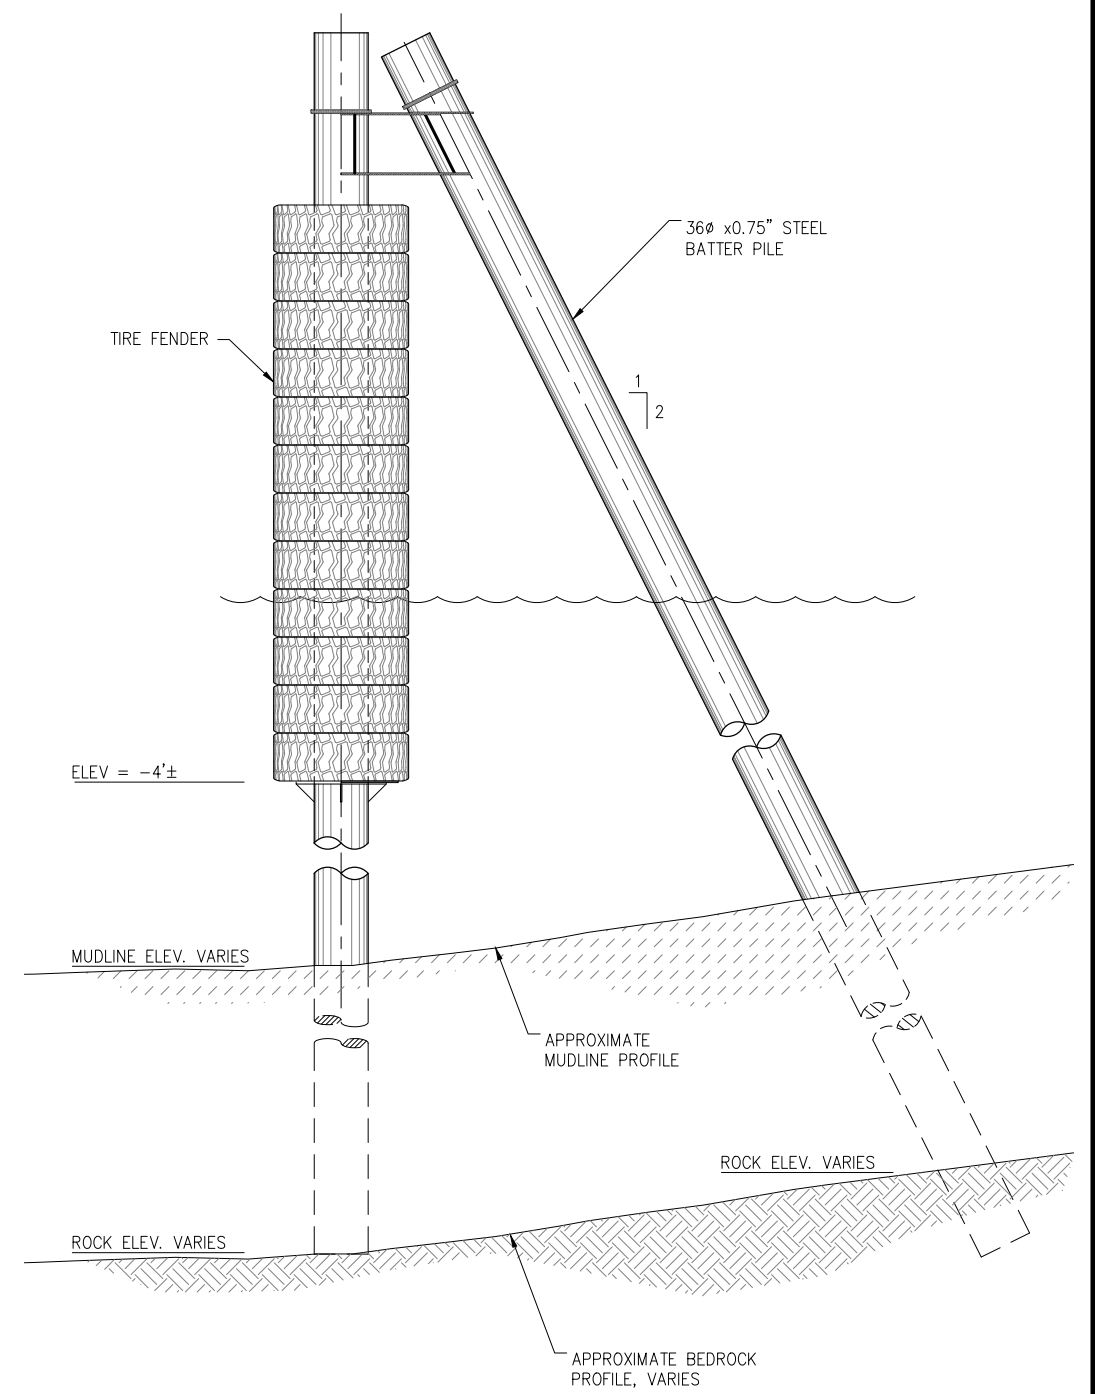 36ø x0.75" STEEL
BATTER PILE
TIRE FENDER
1
2
ELEV = -4'±
MUDLINE ELEV. VARIES
APPROXIMATE
MUDLINE PROFILE
ROCK ELEV. VARIES
ROCK ELEV. VARIES
APPROXIMATE BEDROCK
PROFILE, VARIES